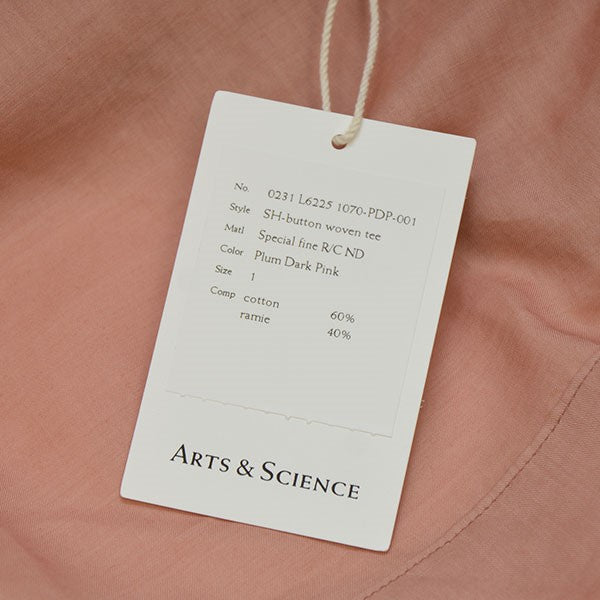 No. 0231 L6225 1070-PDP-001
Style SH-button woven tee
Matl Special fine R/C ND
Color Plum Dark Pink
Size 1
Comp cotton 60%
ramie 40%
ARTS & SCIENCE